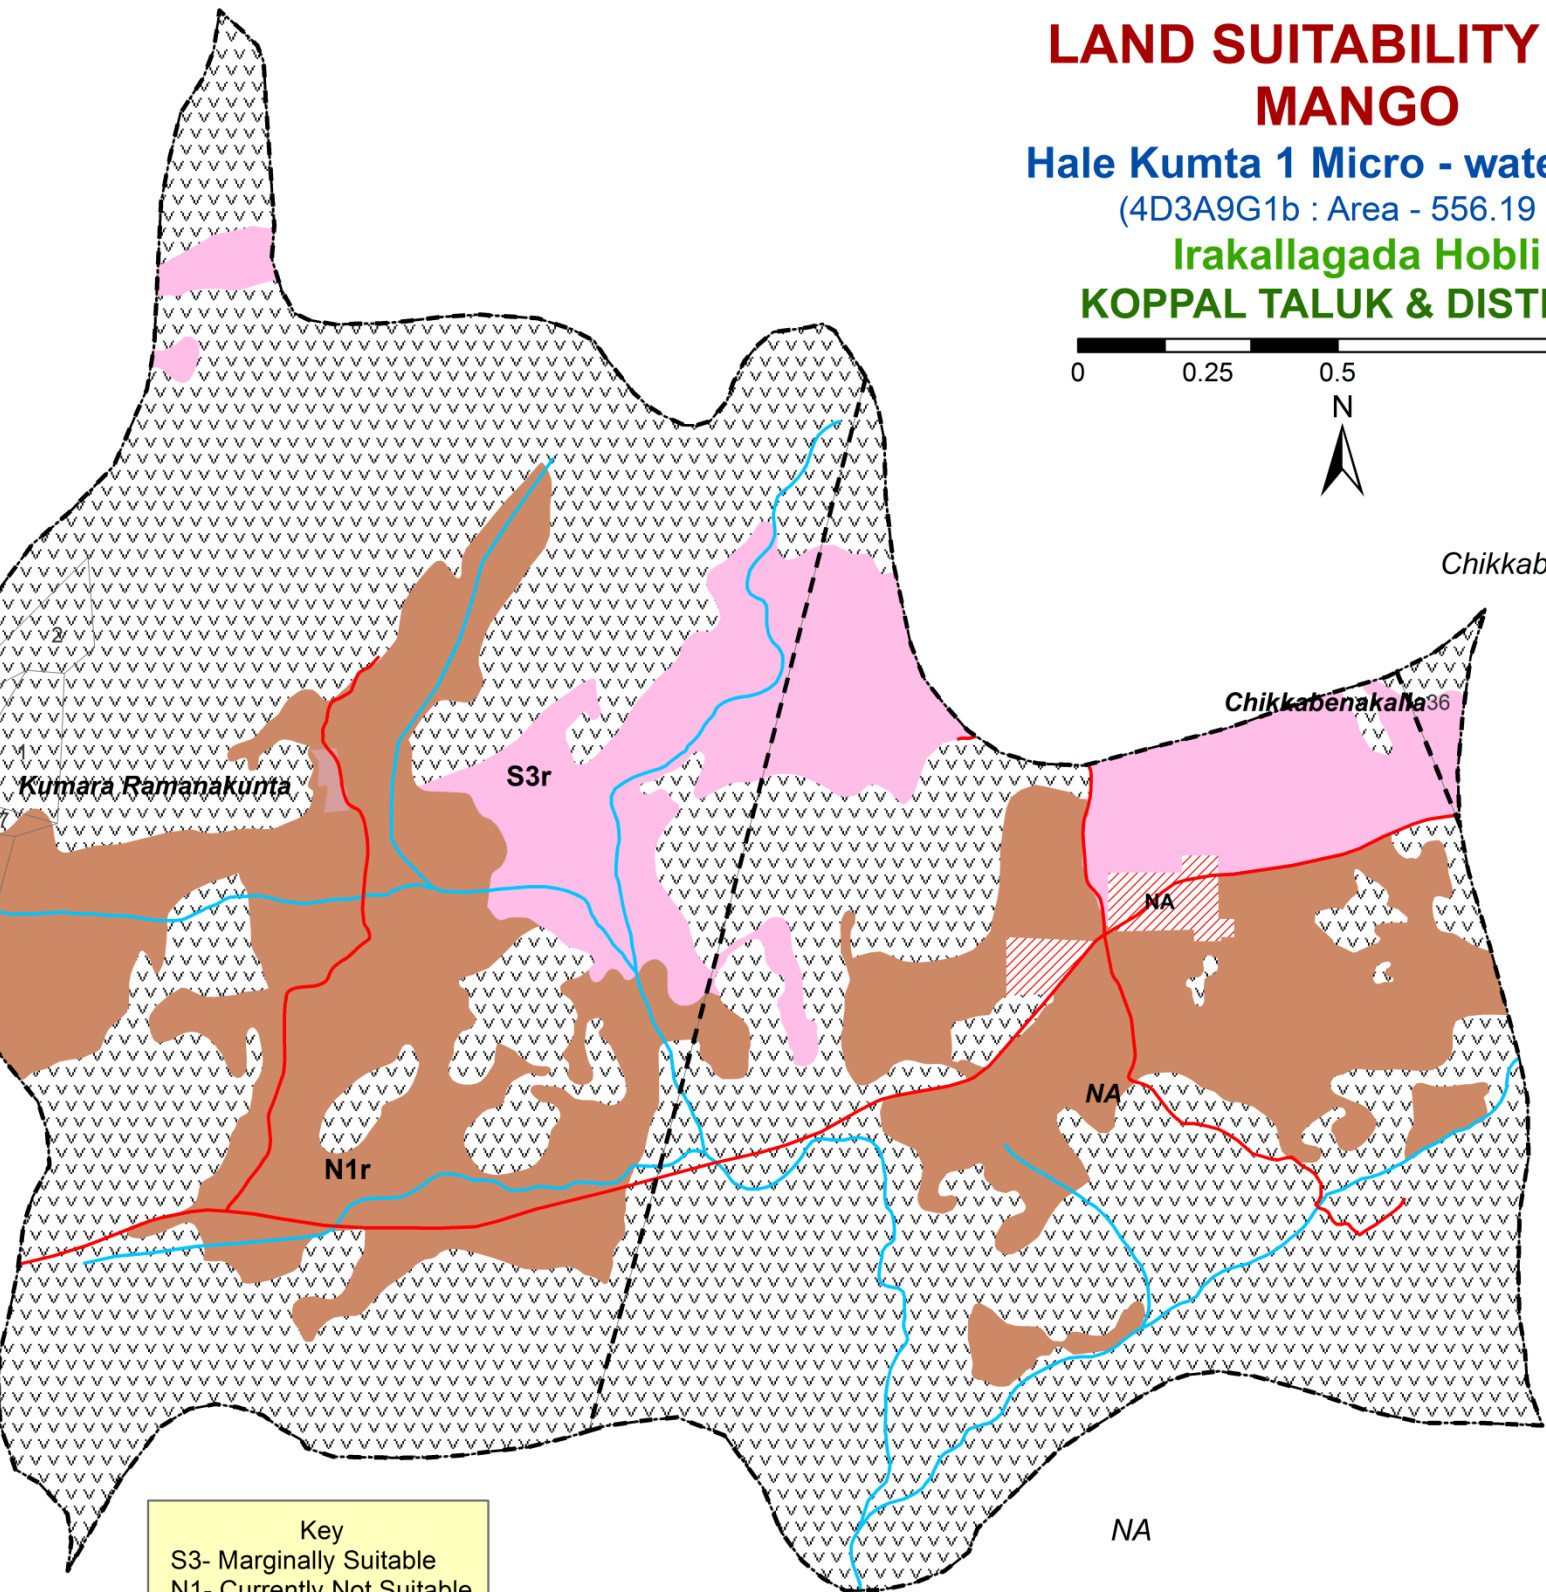 LAND SUITABILITY
MANGO
Hale Kumta 1 Micro - wate
(4D3A9G1b : Area - 556.19
Irakallagada Hobli
KOPPAL TALUK & DIST
0 0.25 0.5
N
Chikkab
2
Chikkabenakalla 36
1
Kumara Ramanakunta
S3r
7
NA
NA
N1r
NA
Key
S3- Marginally Suitable
N1- Currently Not Suitable